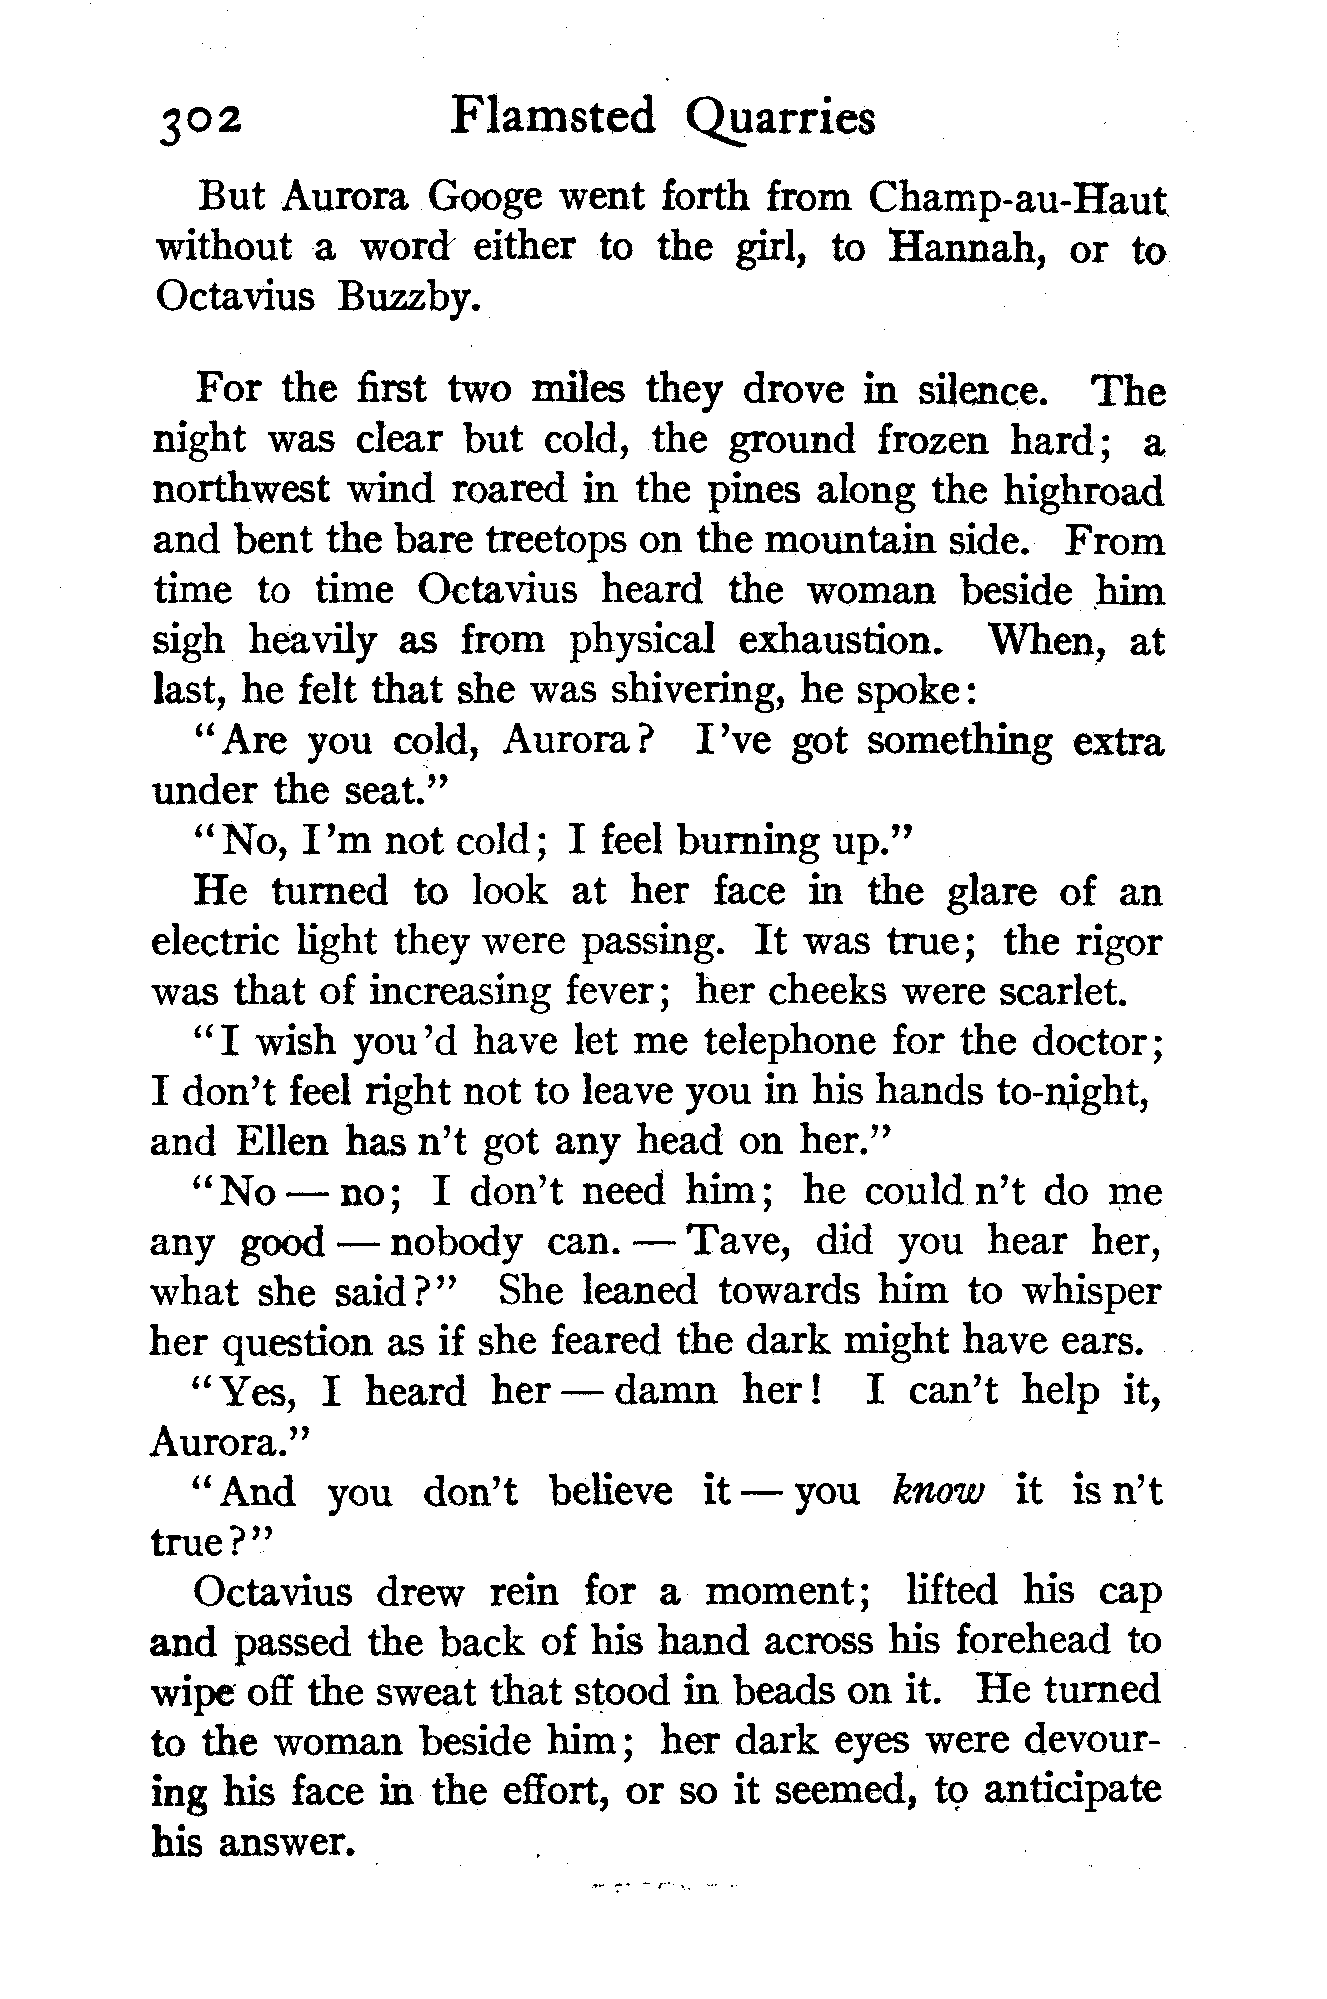 302 Flamsted Quarries
But Aurora Googe went forth from Champ-au-Haut
without a word either to the girl, to Hannah, or to
Octavius Buzzby.
For the first two miles they drove in silence. The
night was clear but cold, the ground frozen hard; a
northwest wind roared in the pines along the highroad
and bent the bare treetops on the mountain side. From
time to time Octavius heard the woman beside him
sigh heavily as from physical exhaustion. When, at
last, he felt that she was shivering, he spoke:
"Are you cold, Aurora? I've got something extra
under the seat."
"No, I'm not cold; I feel burning up."
He turned to look at her face in the glare of an
electric light they were passing. It was true; the rigor
was that of increasing fever; her cheeks were scarlet.
"I wish you'd have let me telephone for the doctor;
I don't feel right not to leave you in his hands to-night,
and Ellen has n't got any head on her."
"No — no; I don't need him; he could n't do me
any good — nobody can. — Tave, did you hear her,
what she said?" She leaned towards him to whisper
her question as if she feared the dark might have ears.
"Yes, I heard her — damn her! I can't help it,
Aurora."
"And you don't believe it — you know it is n't
true?"
Octavius drew rein for a moment; lifted his cap
and passed the back of his hand across his forehead to
wipe off the sweat that stood in beads on it. He turned
to the woman beside him; her dark eyes were devour-
ing his face in the effort, or so it seemed, to anticipate
his answer.